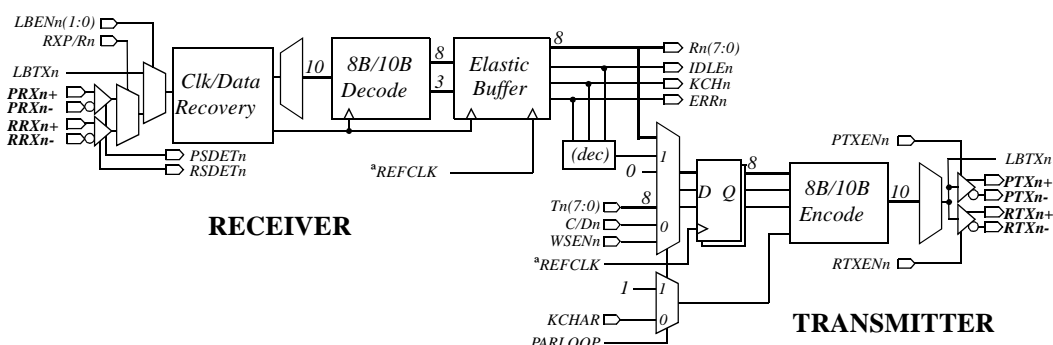 LBENn(1:0)
RXP/Rn
LBTXn
PRXn+
PRXn-
RRXn+
RRXn-
Clk/Data
Recovery
PSDETn
RSDETn
10
8B/10B
Decode
8
3
Elastic
Buffer
8
Rn(7:0)
IDLEn
KCHn
ERRn
(dec)
aREFCLK
RECEIVER
1
0
Tn(7:0)
8
C/Dn
0
WSENn
aREFCLK
D Q
8
8B/10B
Encode
10
PTXENn
LBTXn
PTXn+
PTXn-
RTXn+
RTXn-
RTXENn
1
1
KCHAR
0
PARLOOP
TRANSMITTER